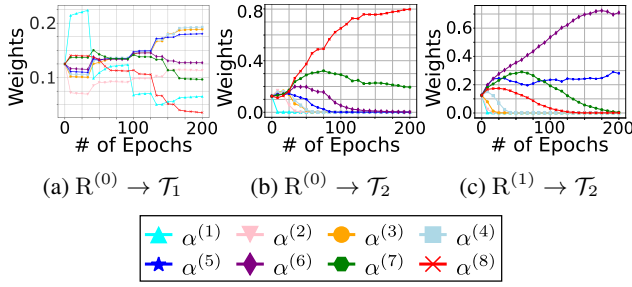 Weights
0.2
0.1
0 100 200
# of Epochs
(a) R⁽⁰⁾ → 𝒯₁
Weights
0.8
0.4
0.0
0 100 200
# of Epochs
(b) R⁽⁰⁾ → 𝒯₂
Weights
0.6
0.4
0.2
0.0
0 100 200
# of Epochs
(c) R⁽¹⁾ → 𝒯₂
α⁽¹⁾ α⁽²⁾ α⁽³⁾ α⁽⁴⁾
α⁽⁵⁾ α⁽⁶⁾ α⁽⁷⁾ α⁽⁸⁾